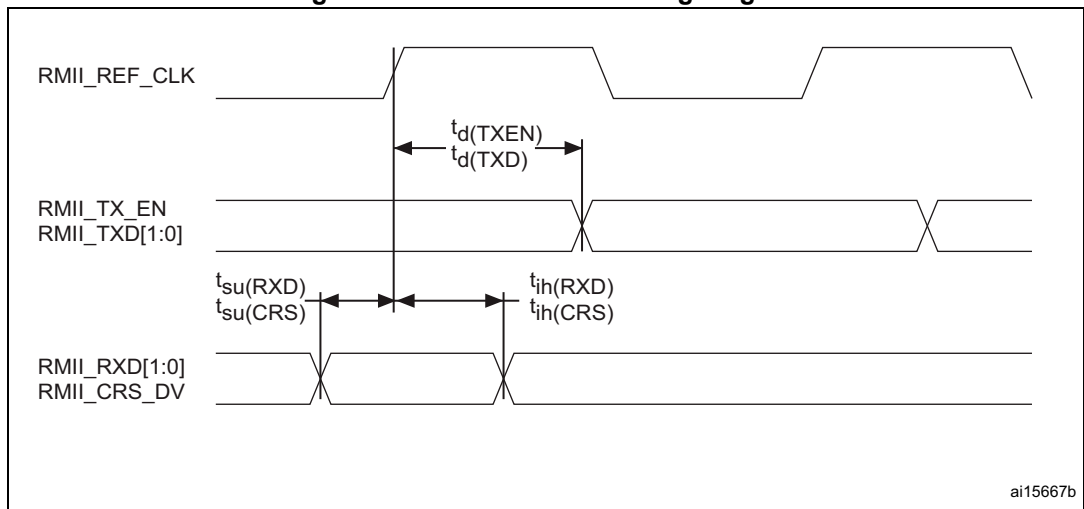 RMII_REF_CLK
td(TXEN)
td(TXD)
RMII_TX_EN
RMII_TXD[1:0]
tsu(RXD)
tsu(CRS)
tih(RXD)
tih(CRS)
RMII_RXD[1:0]
RMII_CRS_DV
ai15667b